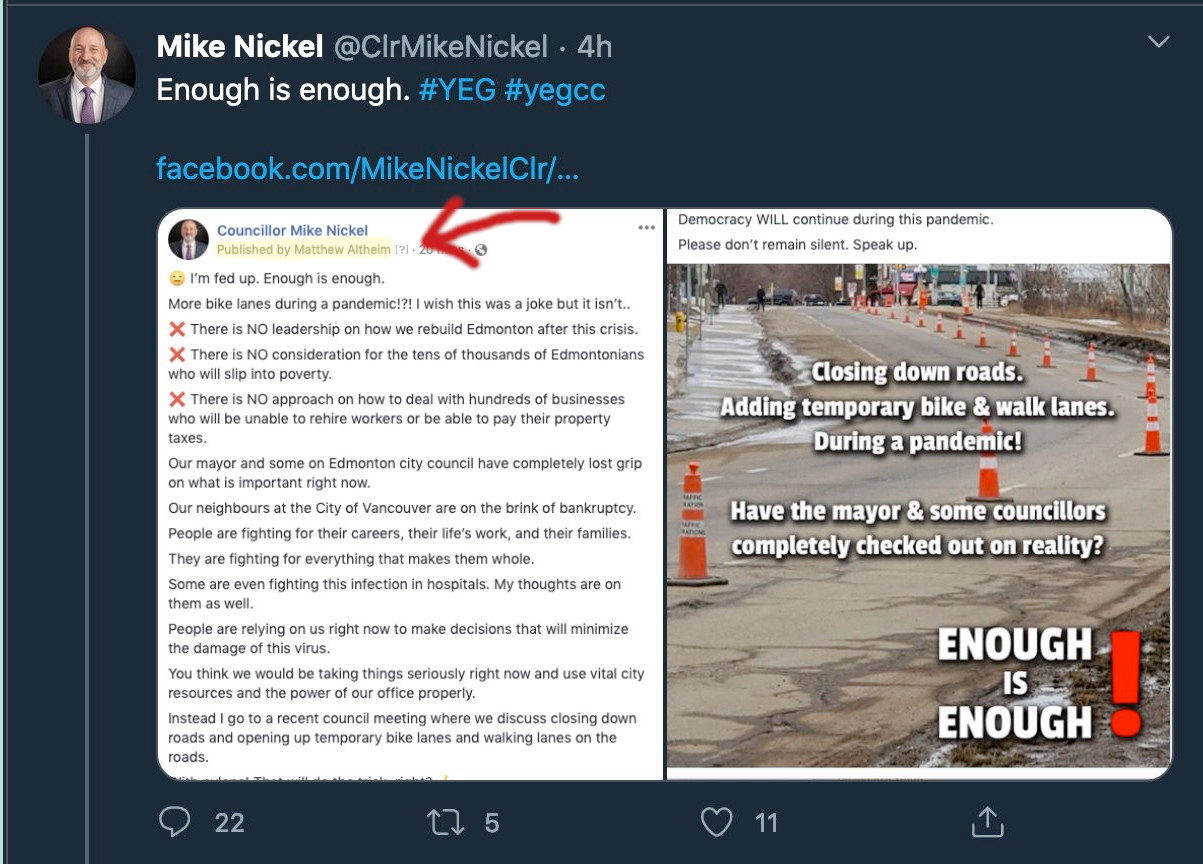 Mike Nickel @ClrMikeNickel · 4h
Enough is enough. #YEG #yegcc
facebook.com/MikeNickelClr/...
Councillor Mike Nickel
Published by Matthew Altheim [?] · 20
😑 I'm fed up. Enough is enough.
More bike lanes during a pandemic!?! I wish this was a joke but it isn't..
❌ There is NO leadership on how we rebuild Edmonton after this crisis.
❌ There is NO consideration for the tens of thousands of Edmontonians
who will slip into poverty.
❌ There is NO approach on how to deal with hundreds of businesses
who will be unable to rehire workers or be able to pay their property
taxes.
Our mayor and some on Edmonton city council have completely lost grip
on what is important right now.
Our neighbours at the City of Vancouver are on the brink of bankruptcy.
People are fighting for their careers, their life's work, and their families.
They are fighting for everything that makes them whole.
Some are even fighting this infection in hospitals. My thoughts are on
them as well.
People are relying on us right now to make decisions that will minimize
the damage of this virus.
You think we would be taking things seriously right now and use vital city
resources and the power of our office properly.
Instead I go to a recent council meeting where we discuss closing down
roads and opening up temporary bike lanes and walking lanes on the
roads.
With pylons! That will do the trick, right?
Democracy WILL continue during this pandemic.
Please don't remain silent. Speak up.
Closing down roads.
Adding temporary bike & walk lanes.
During a pandemic!
Have the mayor & some councillors
completely checked out on reality?
ENOUGH
IS
ENOUGH!
22 5 11